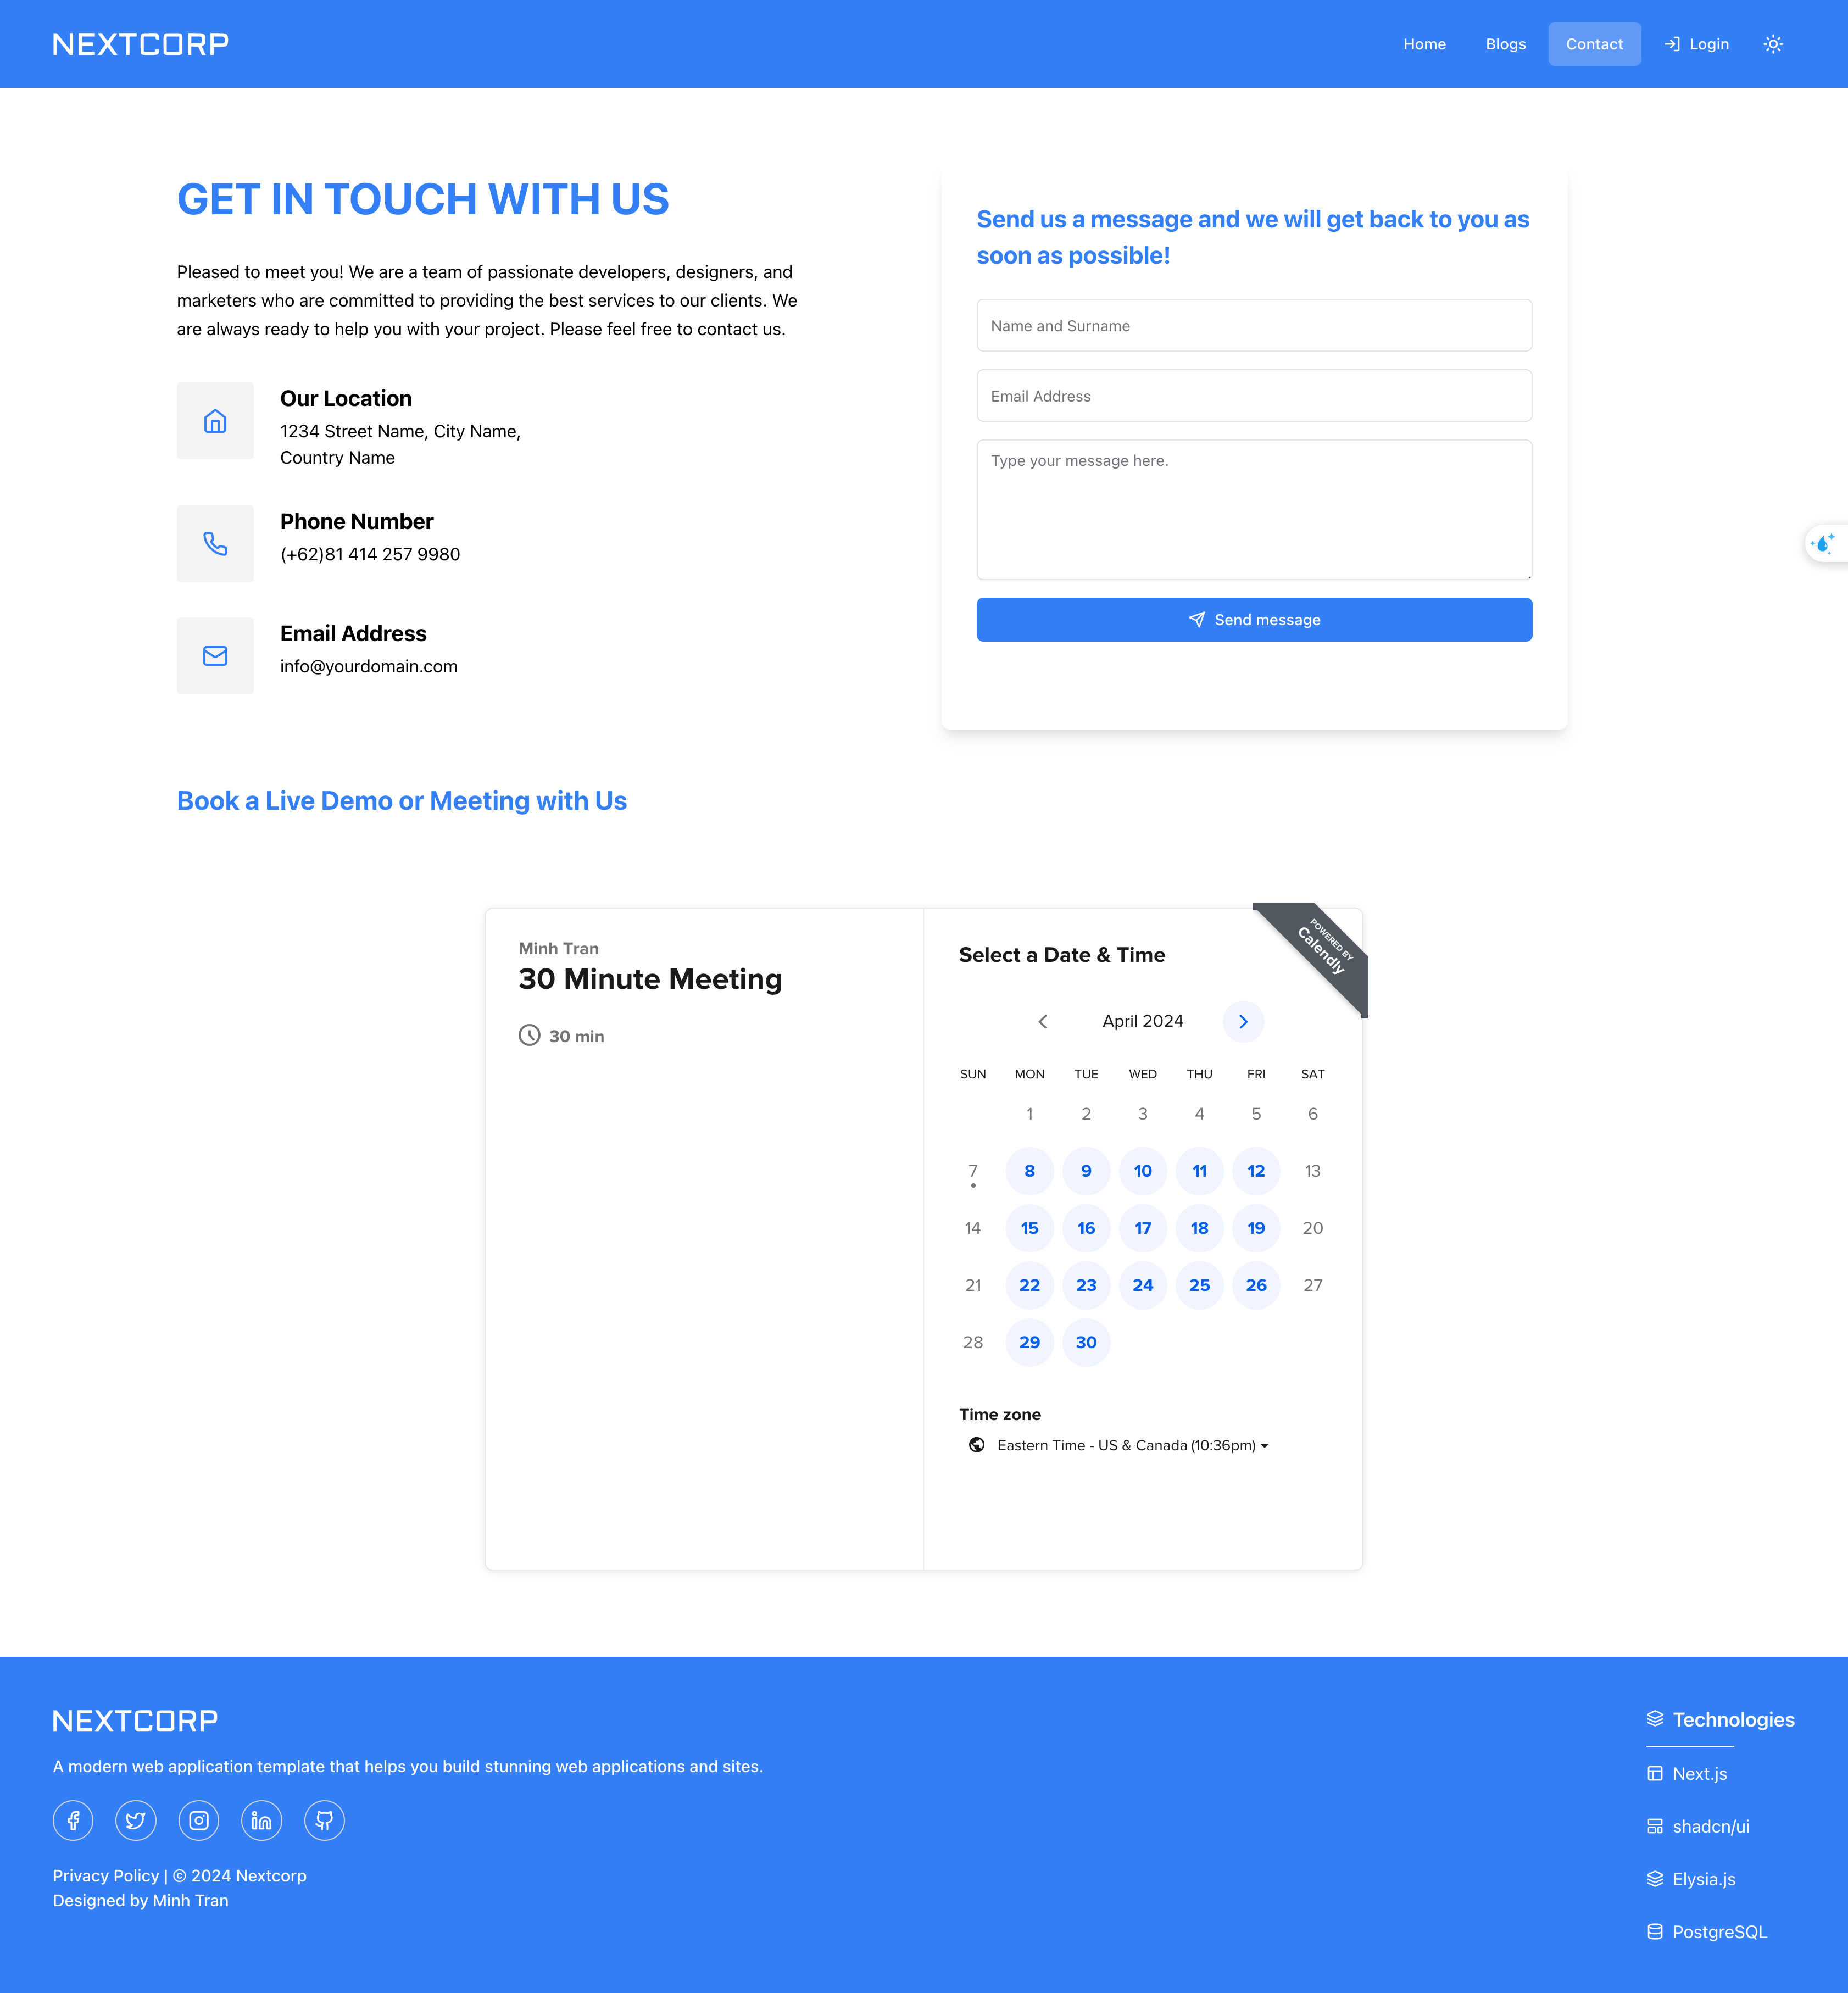 NEXTCORP
Home Blogs Contact Login
GET IN TOUCH WITH US
Pleased to meet you! We are a team of passionate developers, designers, and
marketers who are committed to providing the best services to our clients. We
are always ready to help you with your project. Please feel free to contact us.
Our Location
1234 Street Name, City Name,
Country Name
Phone Number
(+62)81 414 257 9980
Email Address
info@yourdomain.com
Send us a message and we will get back to you as
soon as possible!
Name and Surname
Email Address
Type your message here.
Send message
Book a Live Demo or Meeting with Us
Minh Tran
30 Minute Meeting
30 min
POWERED BY
Calendly
Select a Date & Time
April 2024
SUN MON TUE WED THU FRI SAT
1 2 3 4 5 6
7 8 9 10 11 12 13
14 15 16 17 18 19 20
21 22 23 24 25 26 27
28 29 30
Time zone
Eastern Time - US & Canada (10:36pm)
NEXTCORP
A modern web application template that helps you build stunning web applications and sites.
Privacy Policy | © 2024 Nextcorp
Designed by Minh Tran
Technologies
Next.js
shadcn/ui
Elysia.js
PostgreSQL